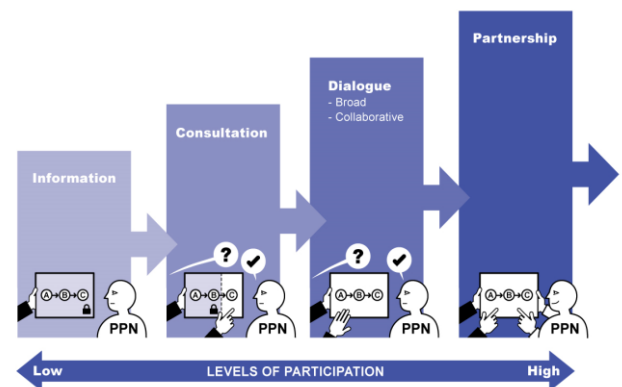 Partnership
Dialogue
- Broad
- Collaborative
Consultation
Information
? ✔
? ✔
A→B→C
A→B→C
A→B→C
A→B→C
PPN
PPN
PPN
PPN
Low LEVELS OF PARTICIPATION High